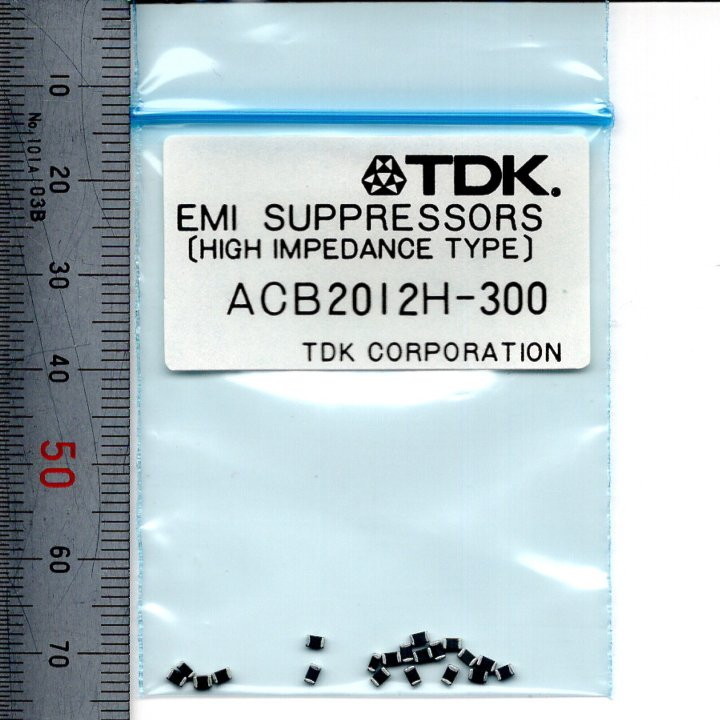 10
No.101A 03B
20
30
40
50
60
70
TDK.
EMI SUPPRESSORS
(HIGH IMPEDANCE TYPE)
ACB2012H-300
TDK CORPORATION